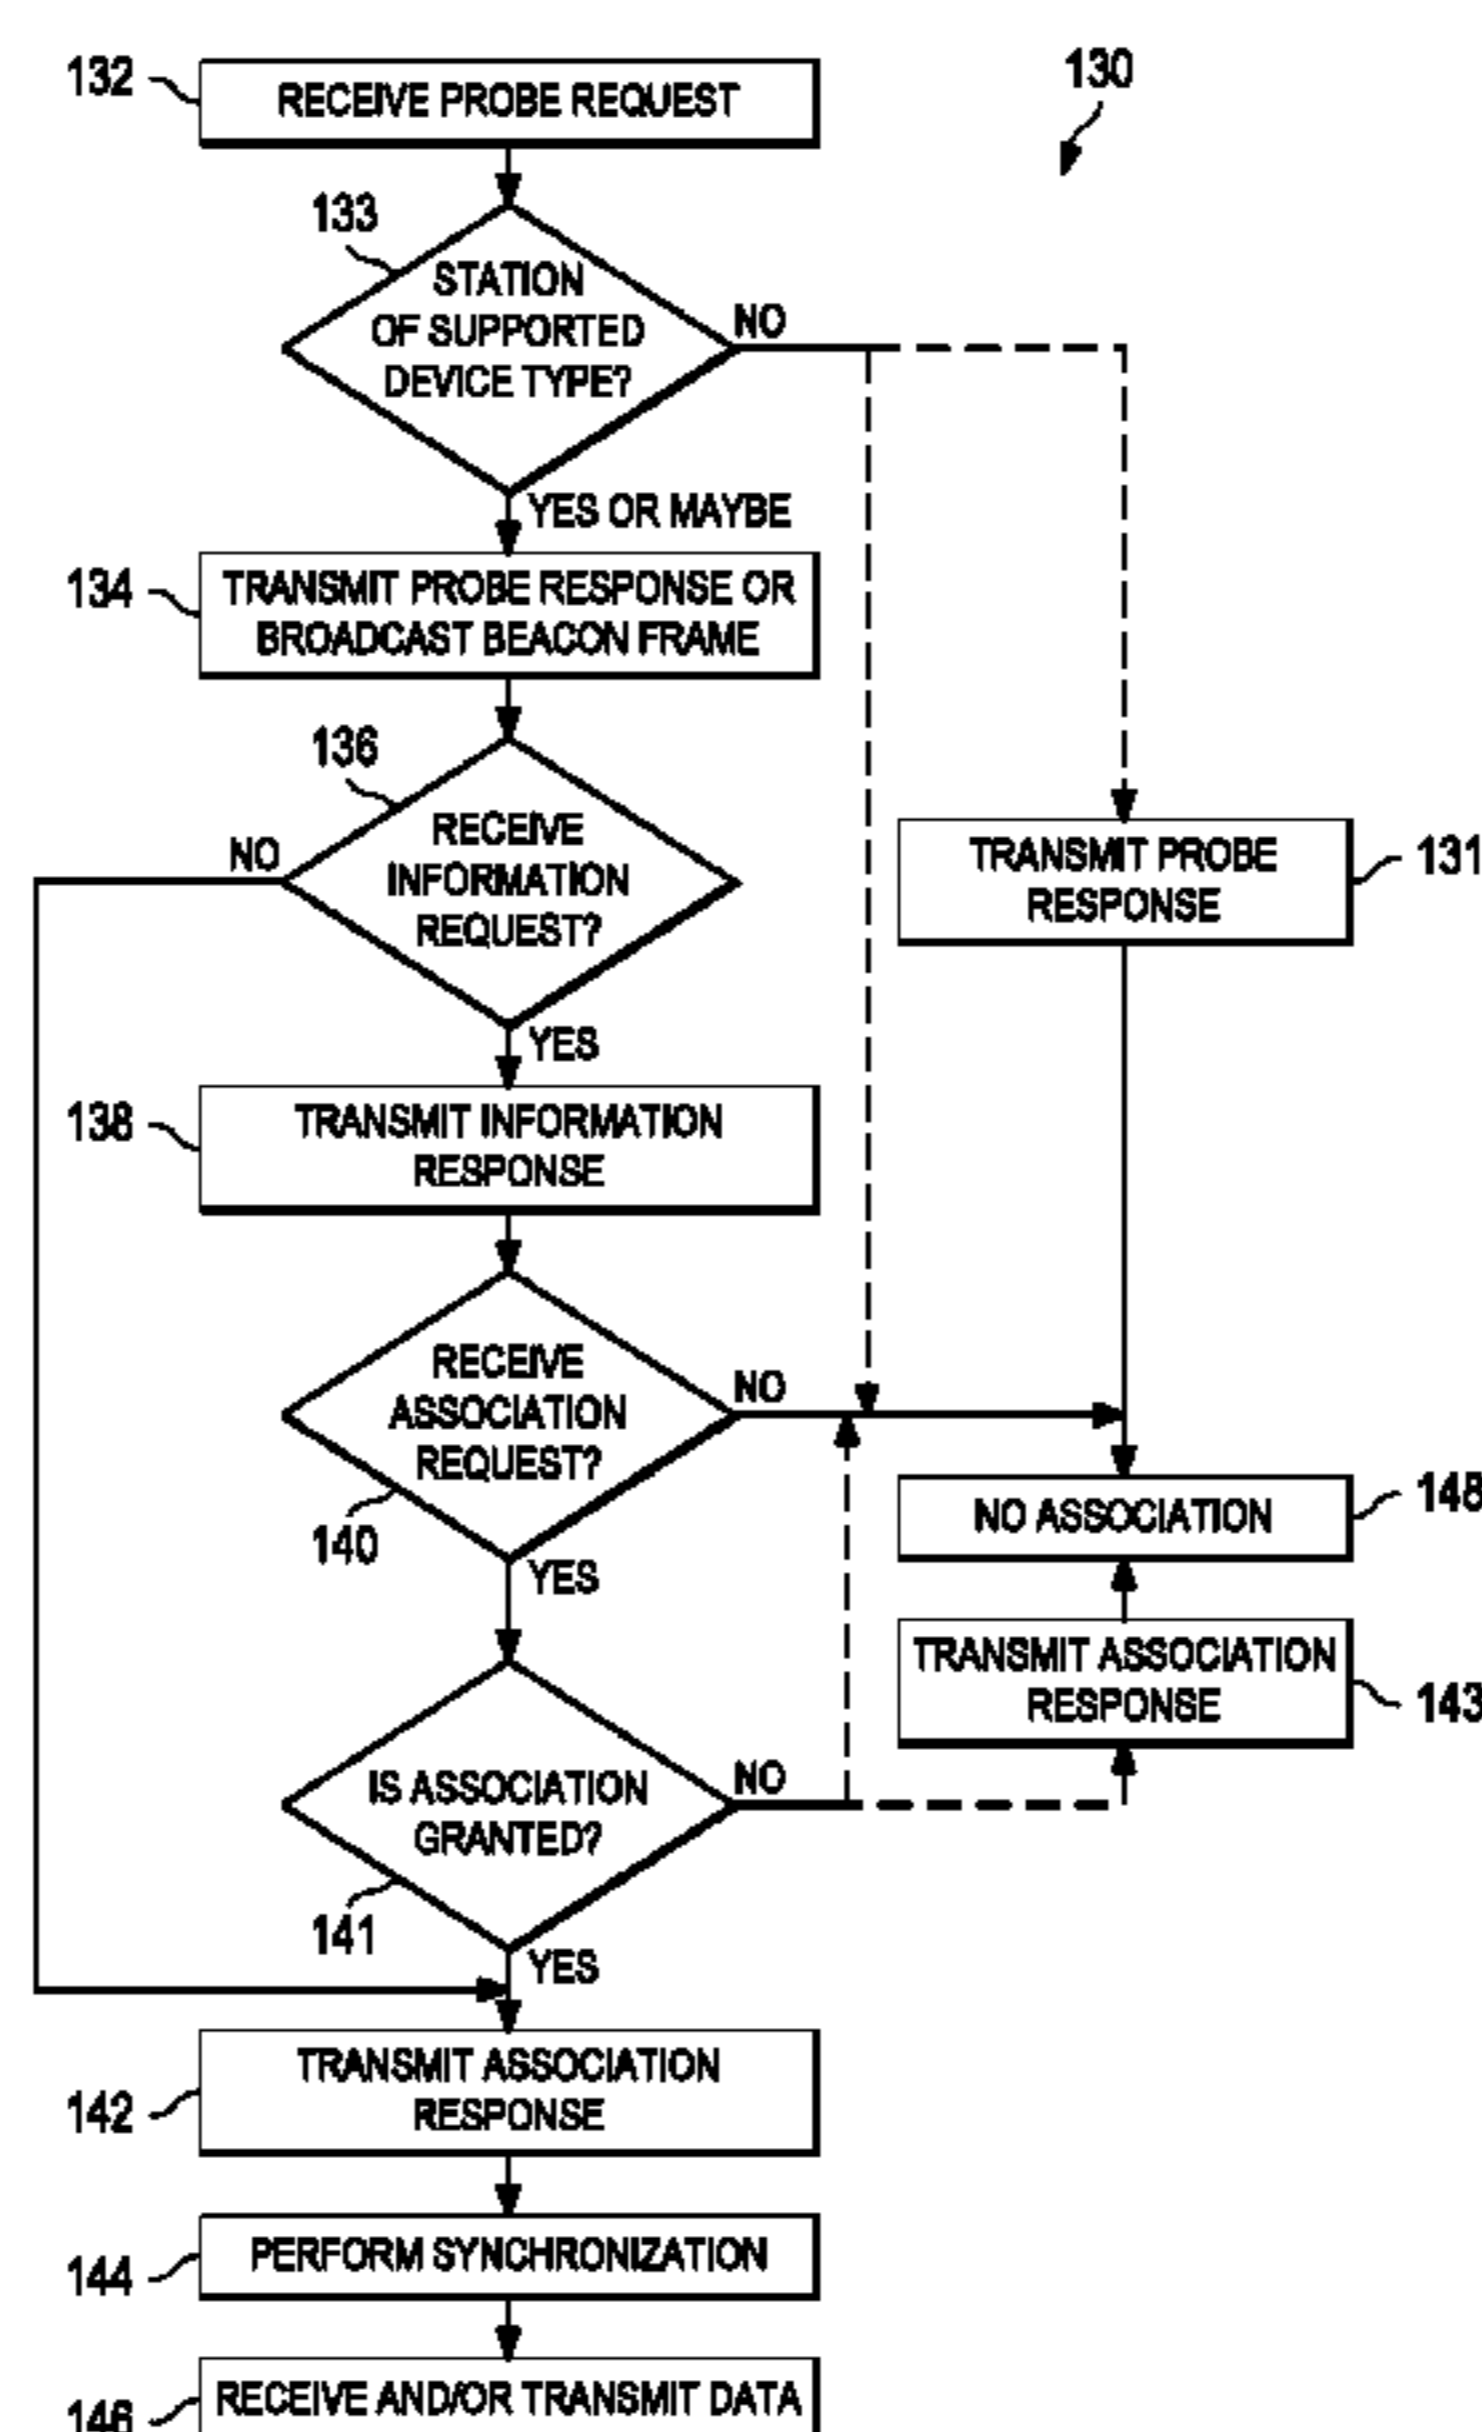 132
RECEIVE PROBE REQUEST
130
133
STATION
OF SUPPORTED
DEVICE TYPE?
NO
YES OR MAYBE
134
TRANSMIT PROBE RESPONSE OR
BROADCAST BEACON FRAME
136
RECEIVE
INFORMATION
REQUEST?
NO
YES
TRANSMIT PROBE
RESPONSE
131
138
TRANSMIT INFORMATION
RESPONSE
RECEIVE
ASSOCIATION
REQUEST?
NO
140
YES
NO ASSOCIATION
148
TRANSMIT ASSOCIATION
RESPONSE
143
IS ASSOCIATION
GRANTED?
NO
141
YES
TRANSMIT ASSOCIATION
RESPONSE
142
PERFORM SYNCHRONIZATION
144
RECEIVE AND/OR TRANSMIT DATA
146